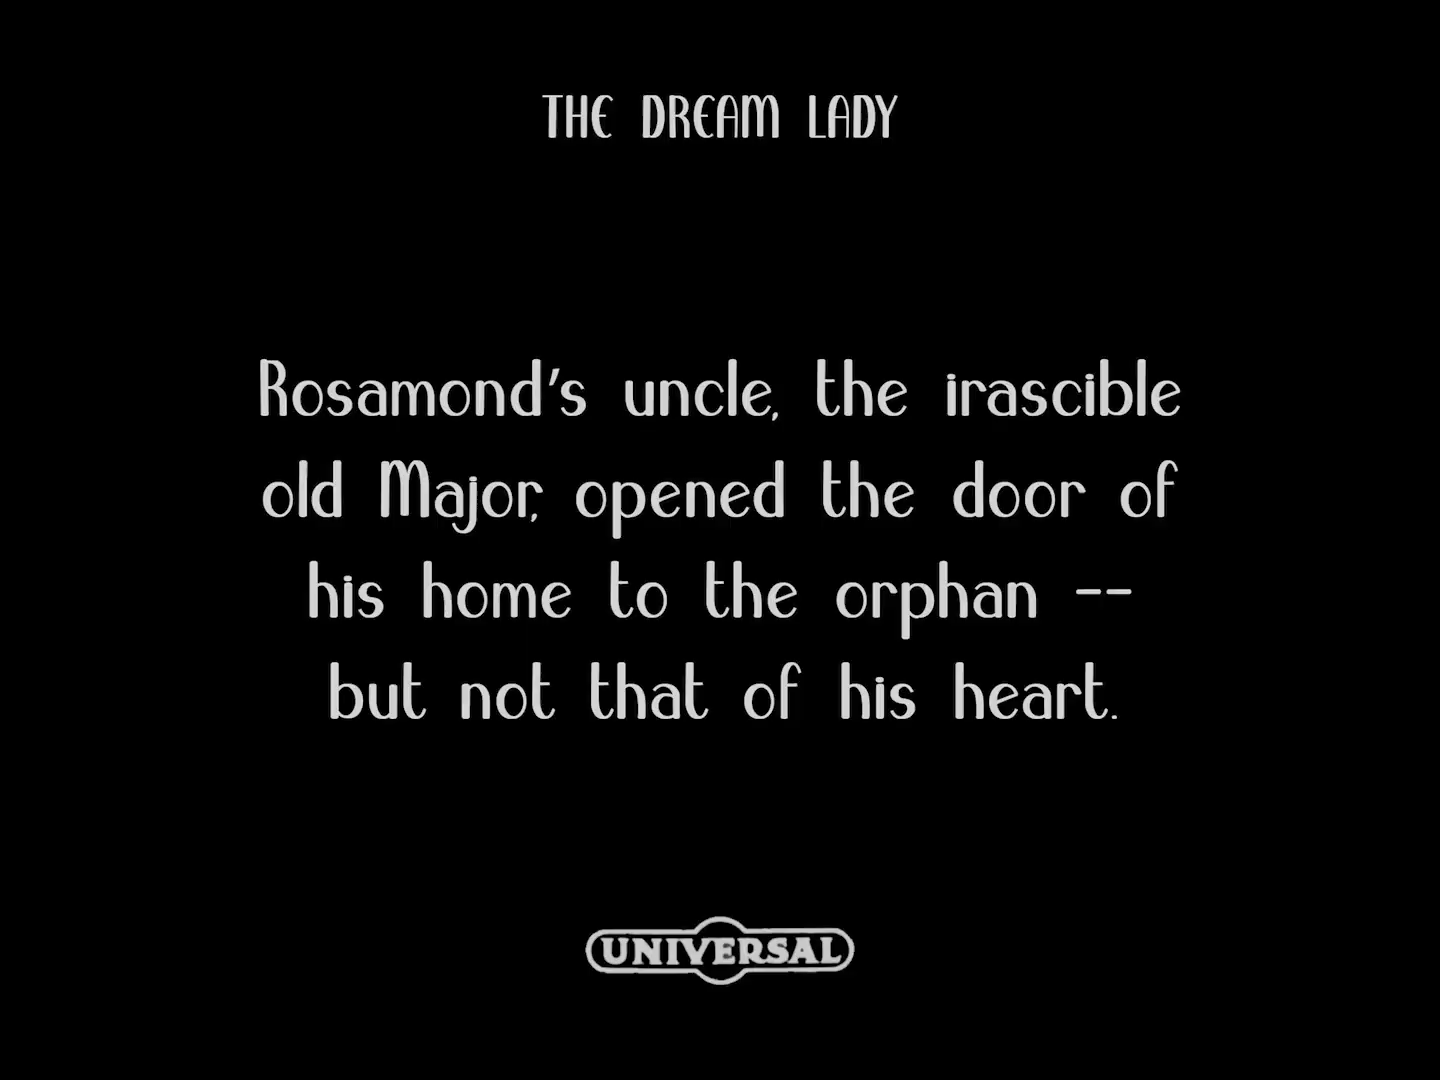 THE DREAM LADY
Rosamond's uncle, the irascible
old Major, opened the door of
his home to the orphan --
but not that of his heart.
UNIVERSAL